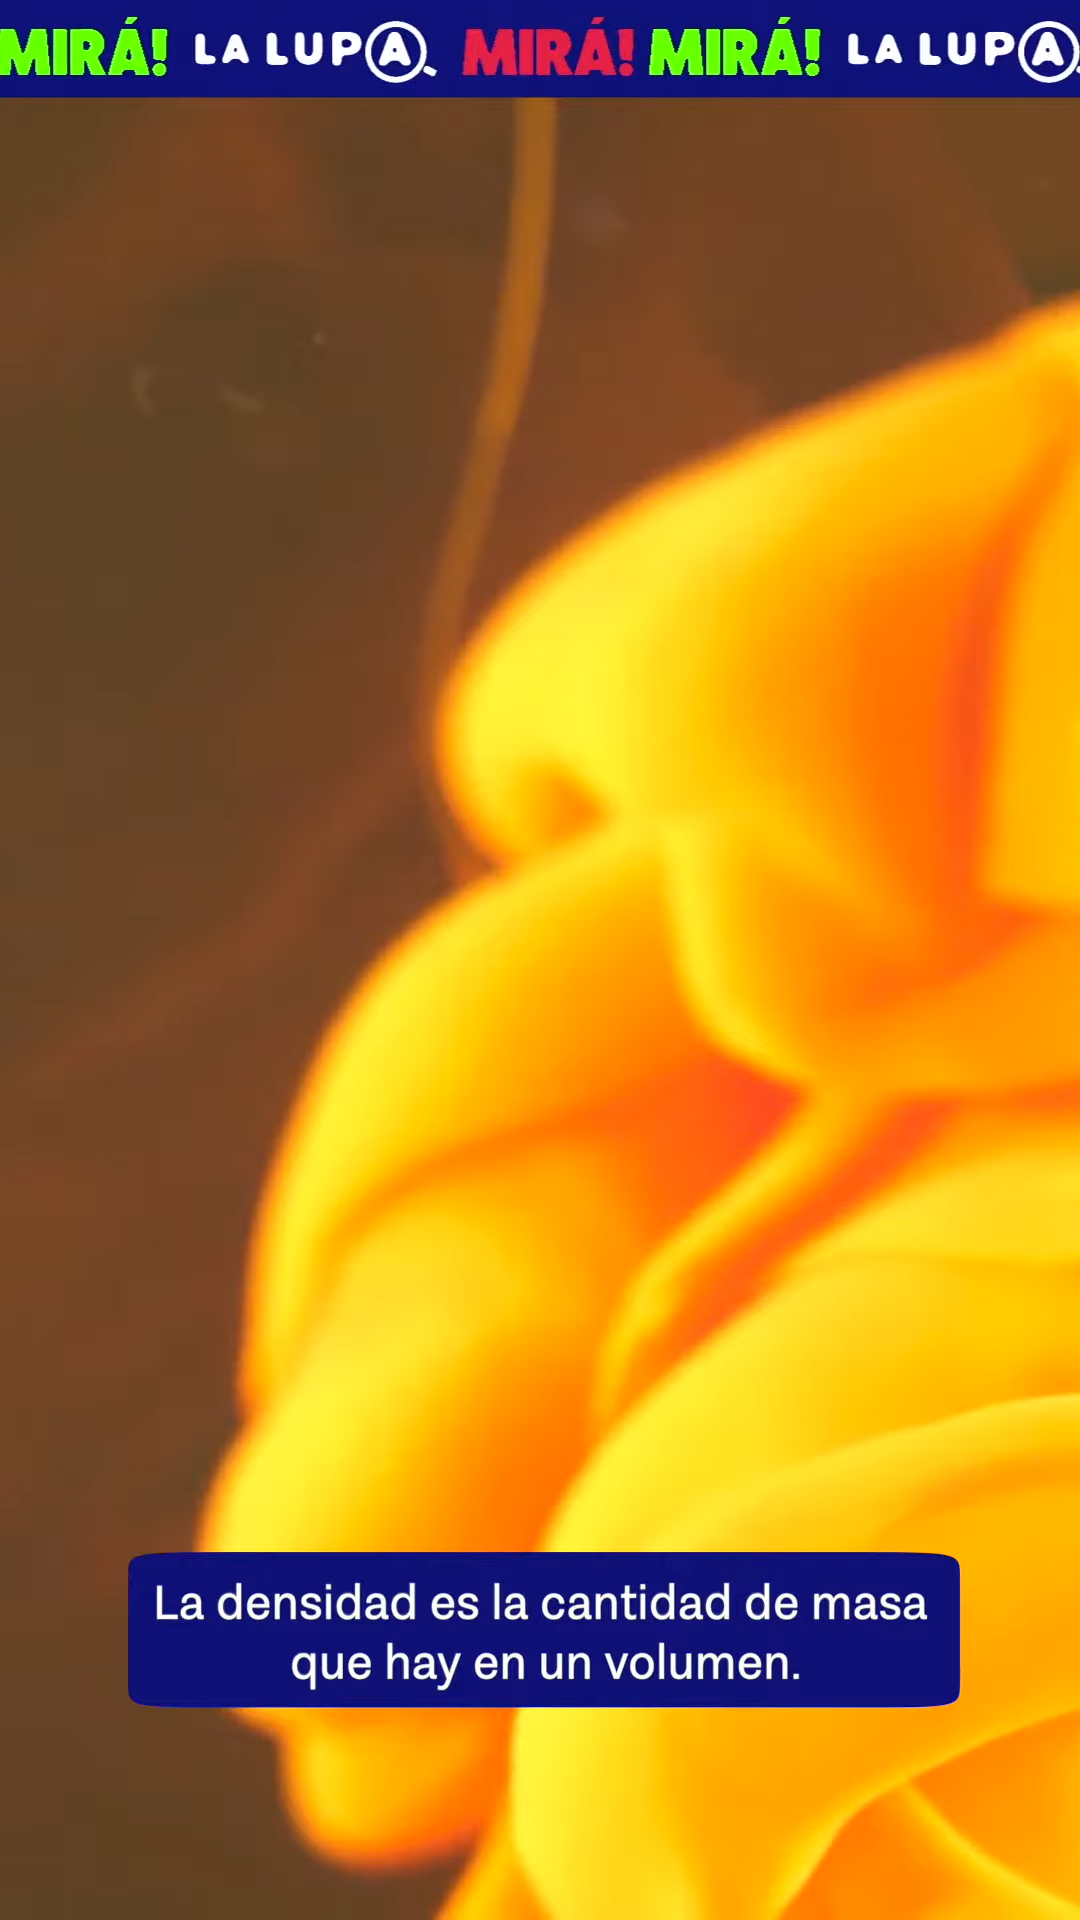 MIRÁ! LA LUPA MIRÁ! MIRÁ! LA LUPA
La densidad es la cantidad de masa
que hay en un volumen.